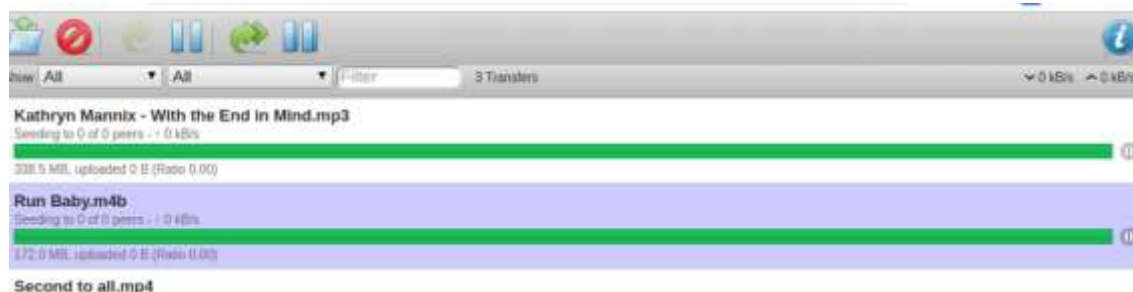 how All All Filter 3 Transfers 0 kB/s 0 kB/s
Kathryn Mannix - With the End in Mind.mp3
Seeding to 0 of 0 peers - ↑ 0 kB/s
338.5 MB, uploaded 0 B (Ratio 0.00)
Run Baby.m4b
Seeding to 0 of 0 peers - ↑ 0 kB/s
172.0 MB, uploaded 0 B (Ratio 0.00)
Second to all.mp4